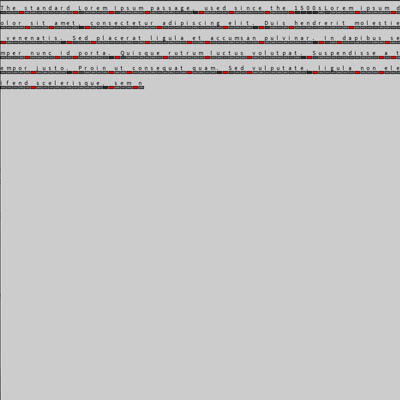 The standard Lorem Ipsum passage, used since the 1500sLorem ipsum d
olor sit amet, consectetur adipiscing elit. Duis hendrerit molestie
 venenatis. Sed placerat ligula et accumsan pulvinar. In dapibus se
mper nunc id porta. Quisque rutrum luctus volutpat. Suspendisse a t
empor justo. Proin ut consequat quam. Sed vulputate, ligula non ele
ifend scelerisque, sem n